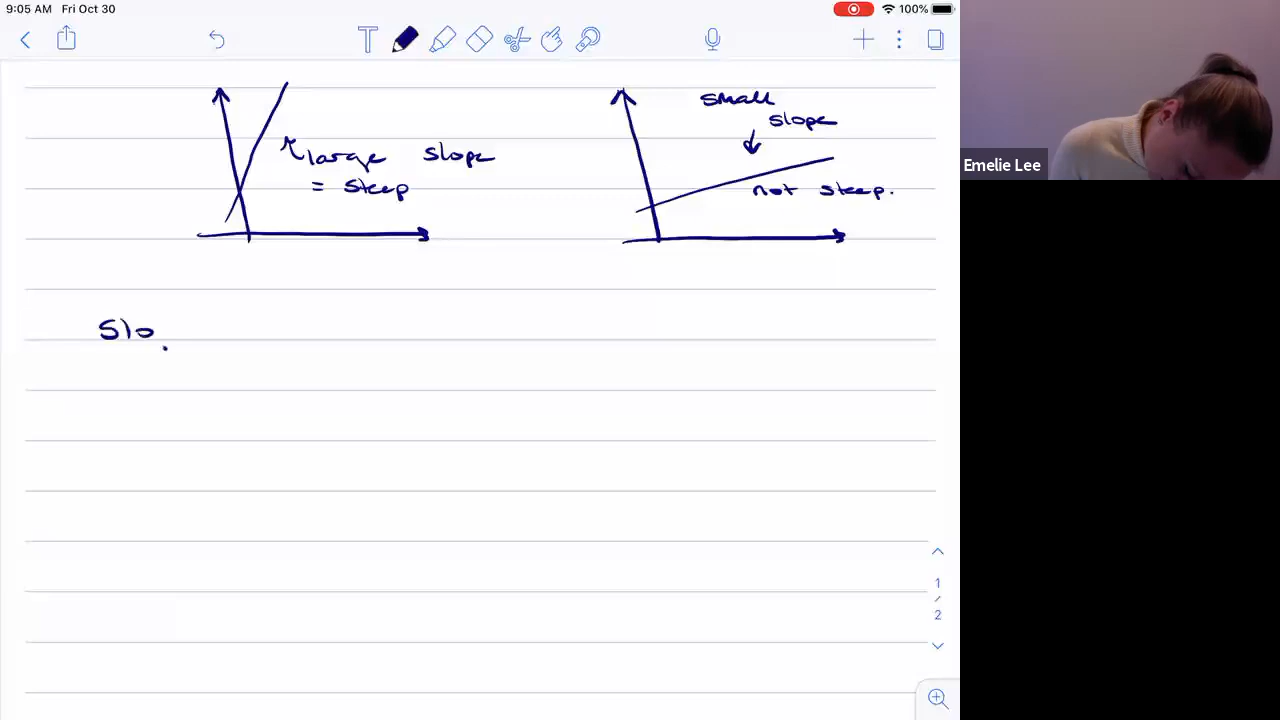 9:05 AM Fri Oct 30
100%
small
slope
large slope
= steep
not steep.
Slo
Emelie Lee
1
/
2